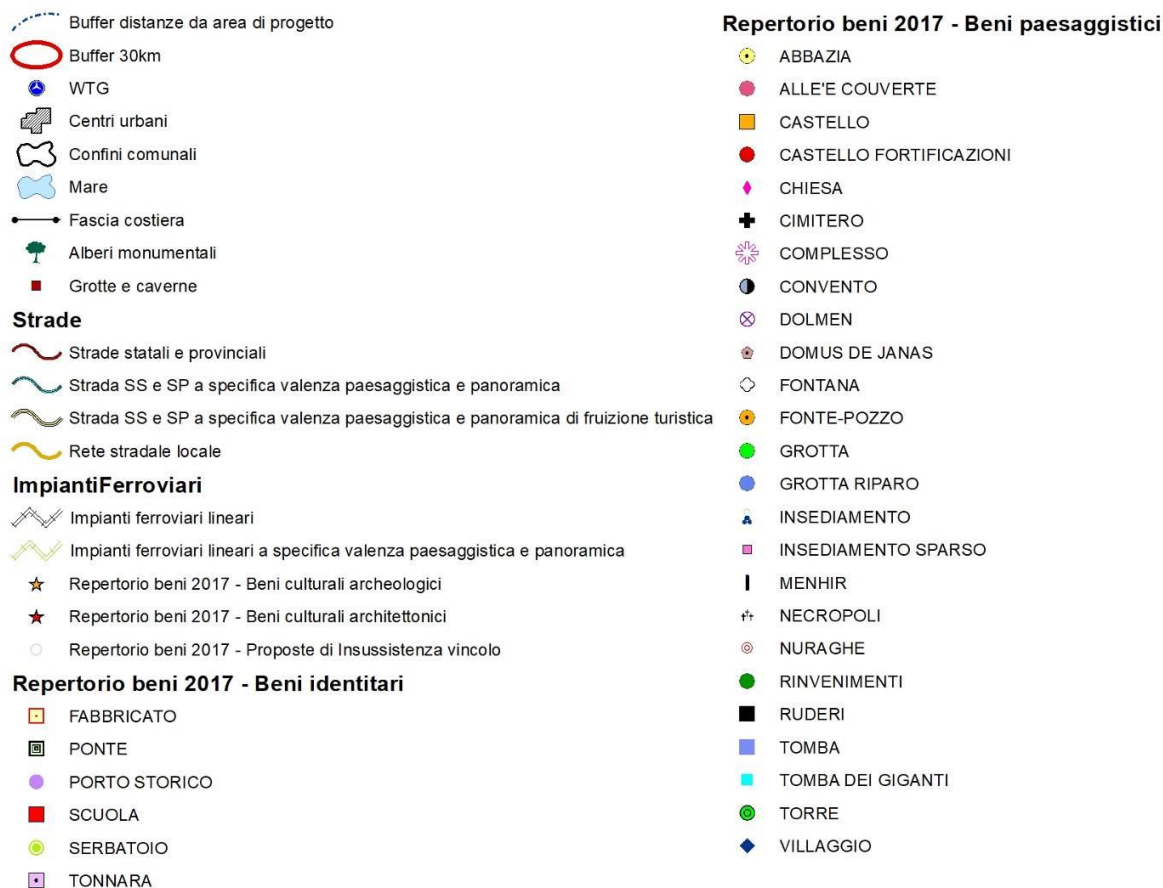 Buffer distanze da area di progetto
Buffer 30km
WTG
Centri urbani
Confini comunali
Mare
Fascia costiera
Alberi monumentali
Grotte e caverne
Strade
Strade statali e provinciali
Strada SS e SP a specifica valenza paesaggistica e panoramica
Strada SS e SP a specifica valenza paesaggistica e panoramica di fruizione turistica
Rete stradale locale
ImpiantiFerroviari
Impianti ferroviari lineari
Impianti ferroviari lineari a specifica valenza paesaggistica e panoramica
Repertorio beni 2017 - Beni culturali archeologici
Repertorio beni 2017 - Beni culturali architettonici
Repertorio beni 2017 - Proposte di Insussistenza vincolo
Repertorio beni 2017 - Beni identitari
FABBRICATO
PONTE
PORTO STORICO
SCUOLA
SERBATOIO
TONNARA
Repertorio beni 2017 - Beni paesaggistici
ABBAZIA
ALLE'E COUVERTE
CASTELLO
CASTELLO FORTIFICAZIONI
CHIESA
CIMITERO
COMPLESSO
CONVENTO
DOLMEN
DOMUS DE JANAS
FONTANA
FONTE-POZZO
GROTTA
GROTTA RIPARO
INSEDIAMENTO
INSEDIAMENTO SPARSO
MENHIR
NECROPOLI
NURAGHE
RINVENIMENTI
RUDERI
TOMBA
TOMBA DEI GIGANTI
TORRE
VILLAGGIO